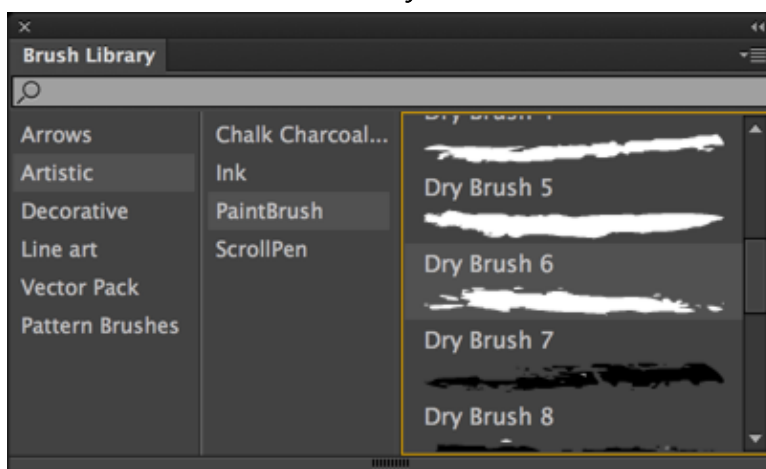 Brush Library
Arrows
Artistic
Decorative
Line art
Vector Pack
Pattern Brushes
Chalk Charcoal...
Ink
PaintBrush
ScrollPen
Dry Brush 5
Dry Brush 6
Dry Brush 7
Dry Brush 8